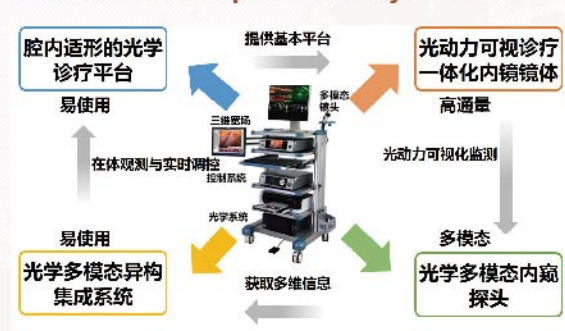 腔内适形的光学
诊疗平台
提供基本平台
光动力可视诊疗
一体化内镜镜体
易使用
多模态
镜头
高通量
三维宽场
在体观测与实时调控
光动力可视化监测
控制系统
光学系统
易使用
多模态
光学多模态异构
集成系统
获取多维信息
光学多模态内窥
探头